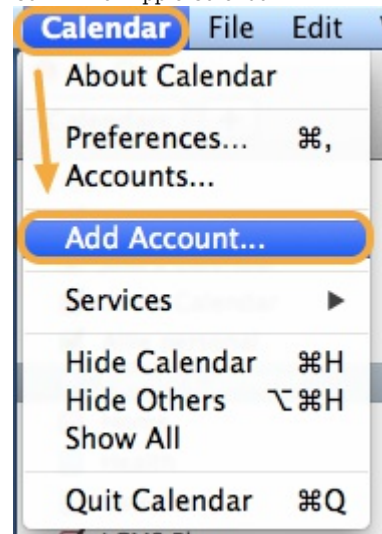 Calendar File Edit
About Calendar
Preferences... ⌘,
Accounts...
Add Account...
Services ▶
Hide Calendar ⌘H
Hide Others ⌥⌘H
Show All
Quit Calendar ⌘Q